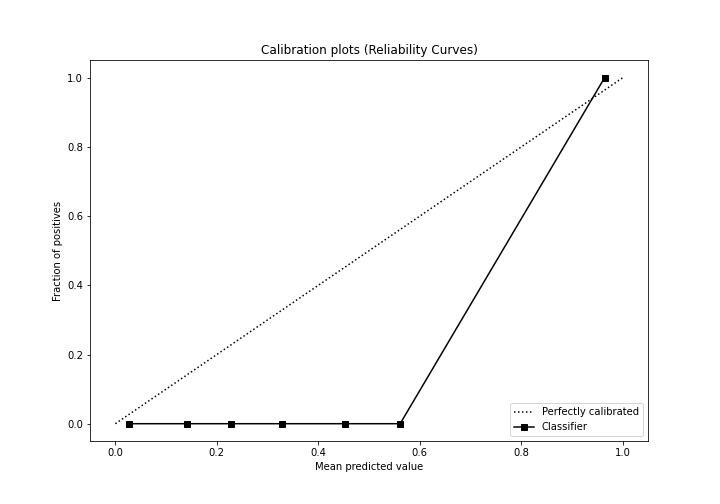 Calibration plots (Reliability Curves)
1.0
0.8
0.6
0.4
0.2
0.0
Fraction of positives
0.0 0.2 0.4 0.6 0.8 1.0
Mean predicted value
Perfectly calibrated
Classifier